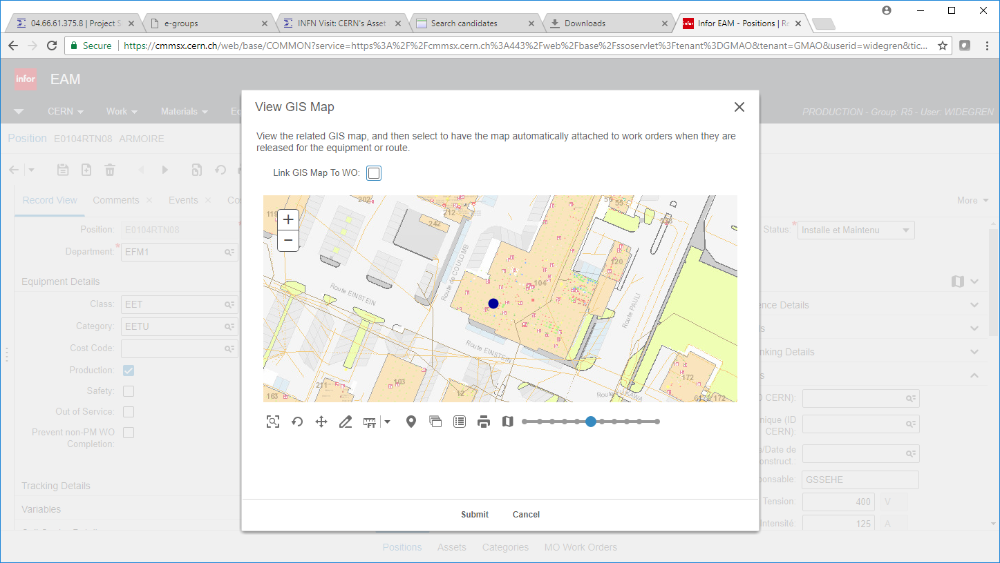 04.66.61.375.8 | Project S
e-groups
INFN Visit: CERN's Asset
Search candidates
Downloads
infor
Infor EAM - Positions | Re
Secure
https://cmmsx.cern.ch/web/base/COMMON?service=https%3A%2F%2Fcmmsx.cern.ch%3A443%2Fweb%2Fbase%2Fssoservlet%3Ftenant%3DGMAO&tenant=GMAO&userid=widegren&tic...
infor
EAM
CERN
Work
Materials
PRODUCTION - Group: R5 - User: WIDEGREN
Position E0104RTN08 ARMOIRE
Record View
Comments
Events
More
Position: E0104RTN08
Department:* EFM1
Equipment Details
Class: EET
Category: EETU
Cost Code:
Production:
Safety:
Out of Service:
Prevent non-PM WO
Completion:
Tracking Details
Variables
View GIS Map
View the related GIS map, and then select to have the map automatically attached to work orders when they are
released for the equipment or route.
Link GIS Map To WO:
+
−
119
202
212
242
55
104
120
Route de COULOMB
Route EINSTEIN
Route PAULI
Route EINSTEIN
211
103
163
12
172
172
FT
Submit
Cancel
Status:* Installe et Maintenu
ence Details
nking Details
CERN):
nique (ID
CERN):
e/Date de
onstruct.:
ponsable: GSSEHE
Tension: 400 V
Intensité: 125 A
Positions
Assets
Categories
MO Work Orders